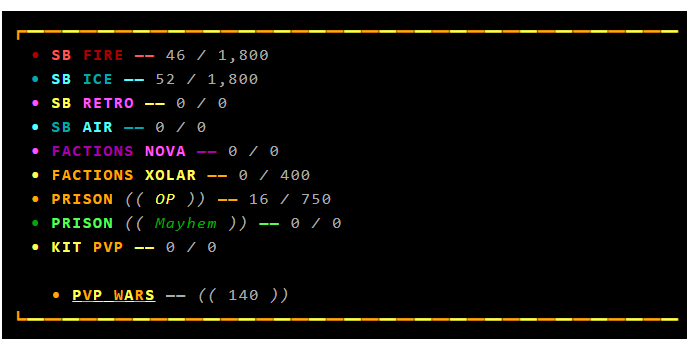 • SB FIRE —— 46 / 1,800
• SB ICE —— 52 / 1,800
• SB RETRO —— 0 / 0
• SB AIR —— 0 / 0
• FACTIONS NOVA —— 0 / 0
• FACTIONS XOLAR —— 0 / 400
• PRISON (( OP )) —— 16 / 750
• PRISON (( Mayhem )) —— 0 / 0
• KIT PVP —— 0 / 0
• PVP WARS —— (( 140 ))